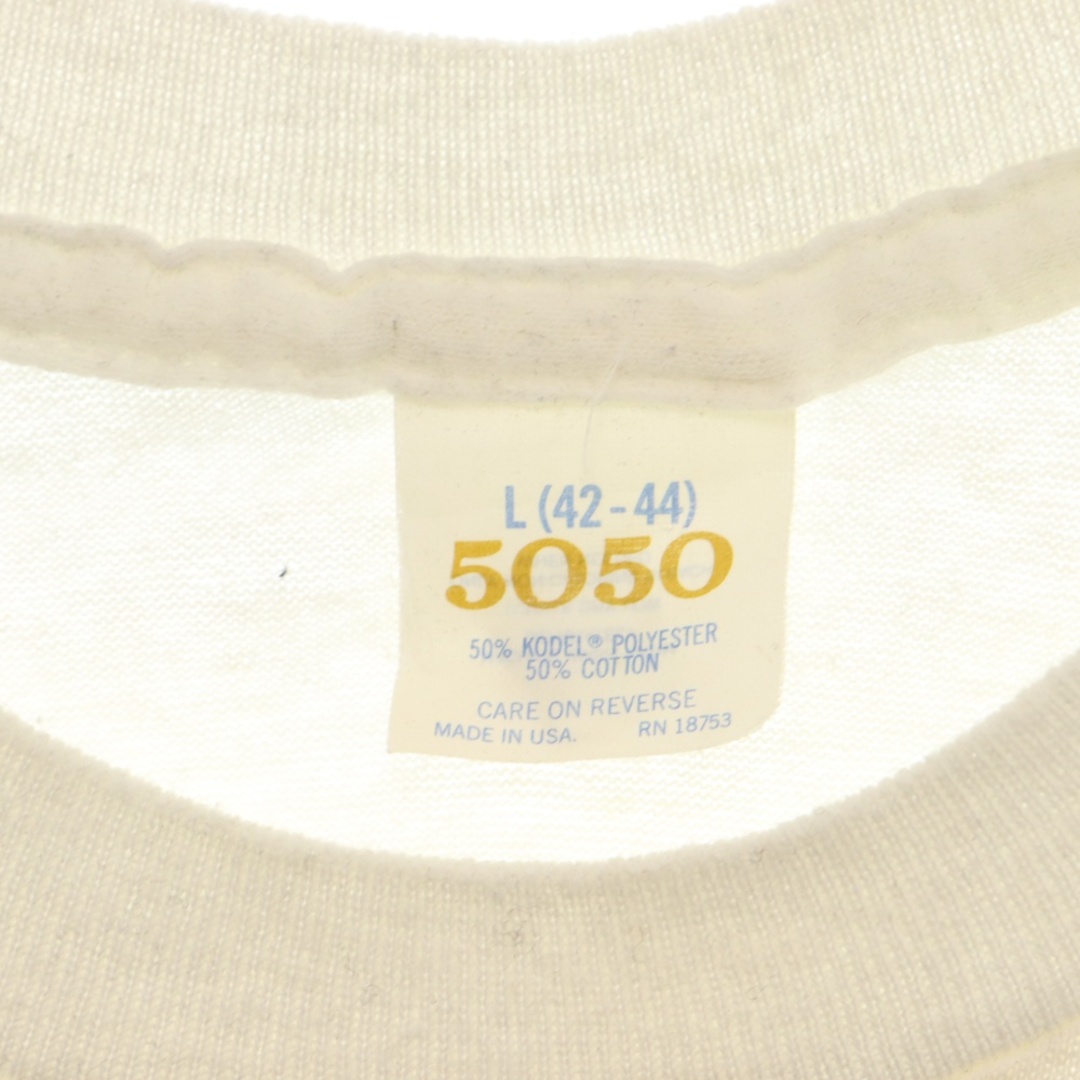 L (42-44)
5050
50% KODEL® POLYESTER
50% COTTON
CARE ON REVERSE
MADE IN USA. RN 18753